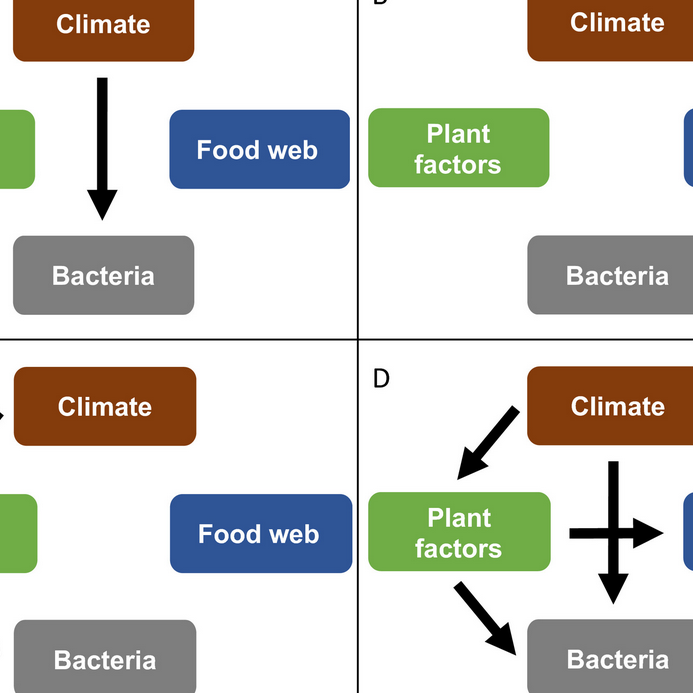 Climate
Food web
Bacteria
Climate
Plant
factors
Bacteria
Climate
Food web
Bacteria
D
Climate
Plant
factors
Bacteria